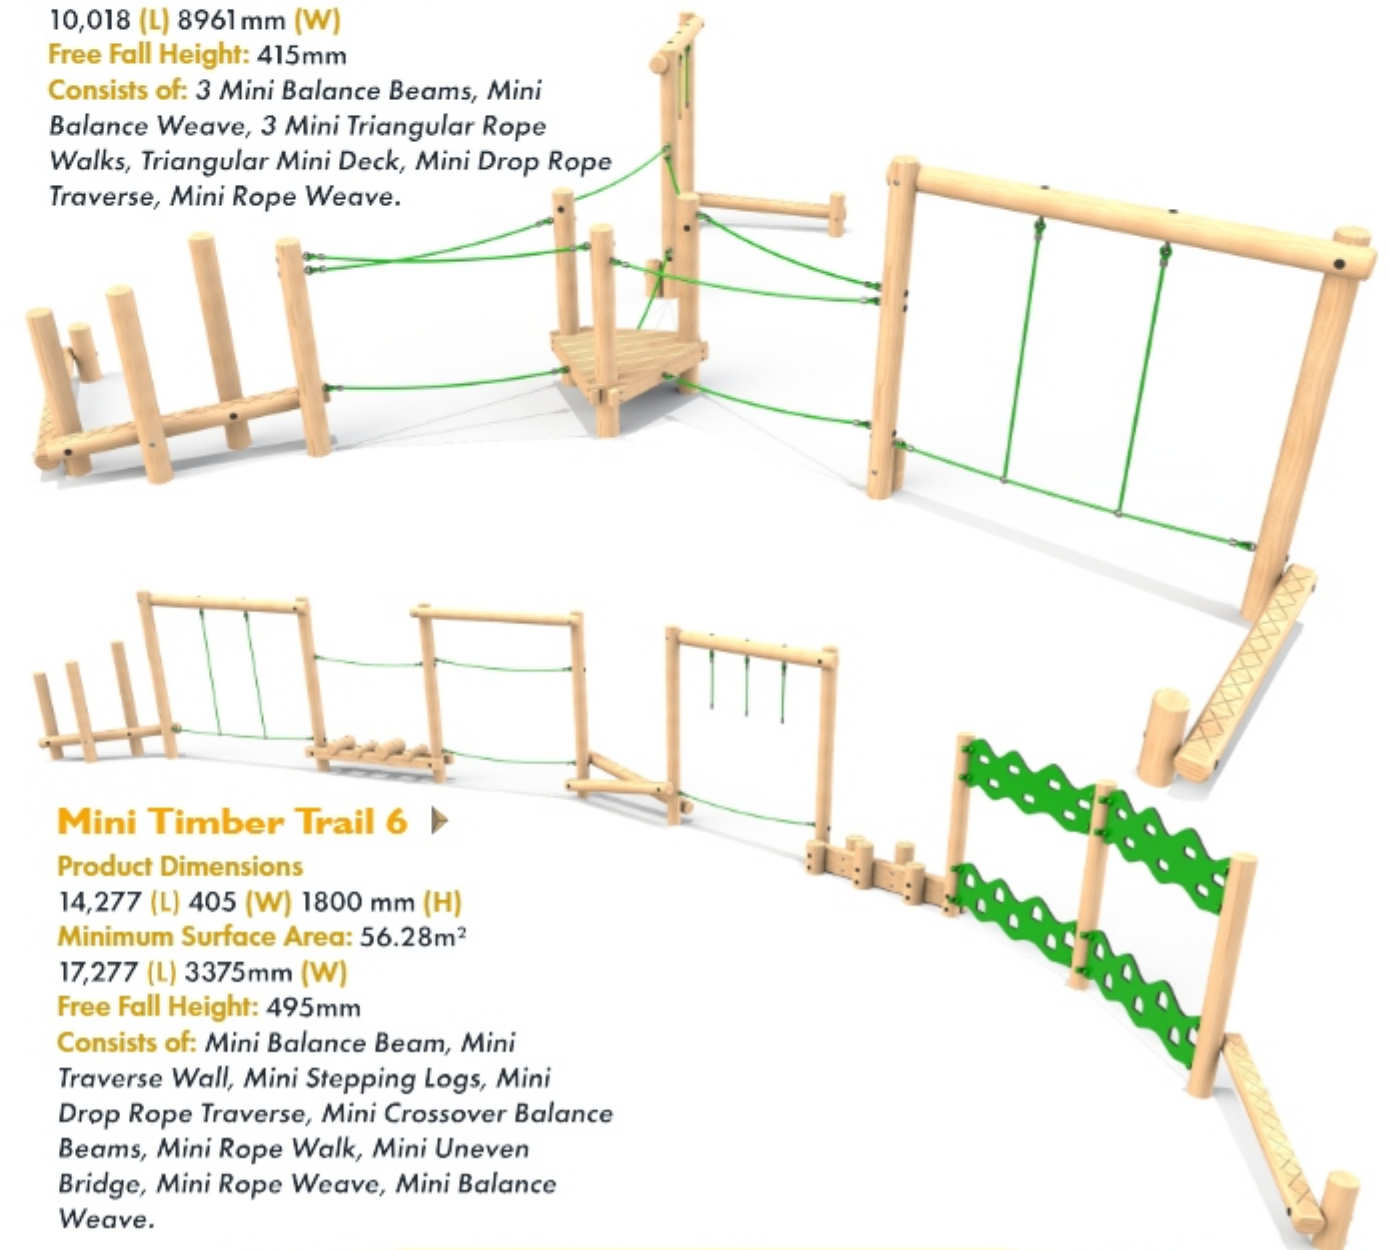 10,018 (L) 8961mm (W)
Free Fall Height: 415mm
Consists of: 3 Mini Balance Beams, Mini
Balance Weave, 3 Mini Triangular Rope
Walks, Triangular Mini Deck, Mini Drop Rope
Traverse, Mini Rope Weave.
Mini Timber Trail 6
Product Dimensions
14,277 (L) 405 (W) 1800 mm (H)
Minimum Surface Area: 56.28m²
17,277 (L) 3375mm (W)
Free Fall Height: 495mm
Consists of: Mini Balance Beam, Mini
Traverse Wall, Mini Stepping Logs, Mini
Drop Rope Traverse, Mini Crossover Balance
Beams, Mini Rope Walk, Mini Uneven
Bridge, Mini Rope Weave, Mini Balance
Weave.